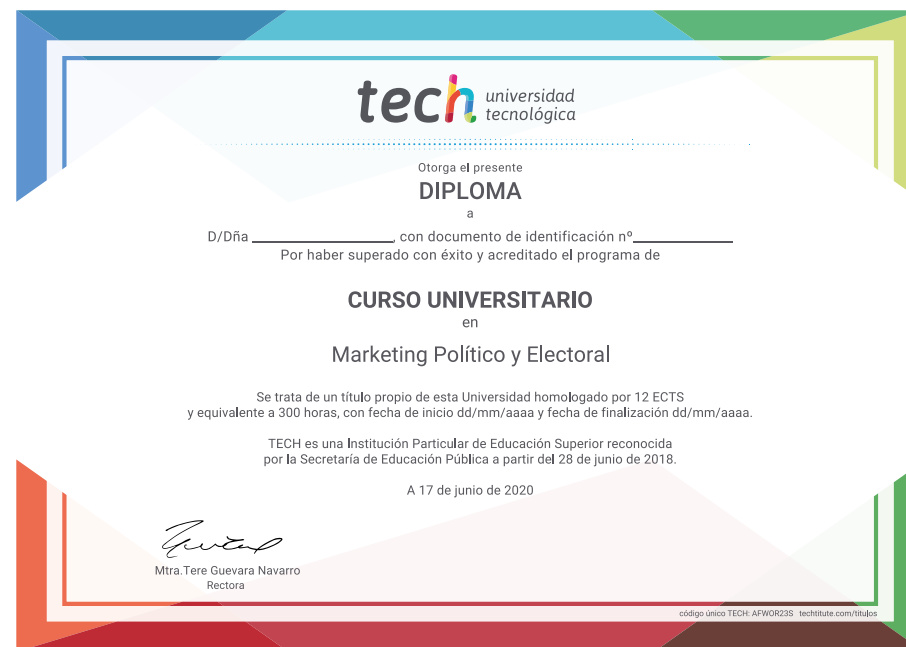 tech universidad
tecnológica
Otorga el presente
DIPLOMA
a
D/Dña ____________________, con documento de identificación nº______________
Por haber superado con éxito y acreditado el programa de
CURSO UNIVERSITARIO
en
Marketing Político y Electoral
Se trata de un título propio de esta Universidad homologado por 12 ECTS
y equivalente a 300 horas, con fecha de inicio dd/mm/aaaa y fecha de finalización dd/mm/aaaa.
TECH es una Institución Particular de Educación Superior reconocida
por la Secretaría de Educación Pública a partir del 28 de junio de 2018.
A 17 de junio de 2020
Mtra.Tere Guevara Navarro
Rectora
código único TECH: AFWOR23S techtitute.com/titulos